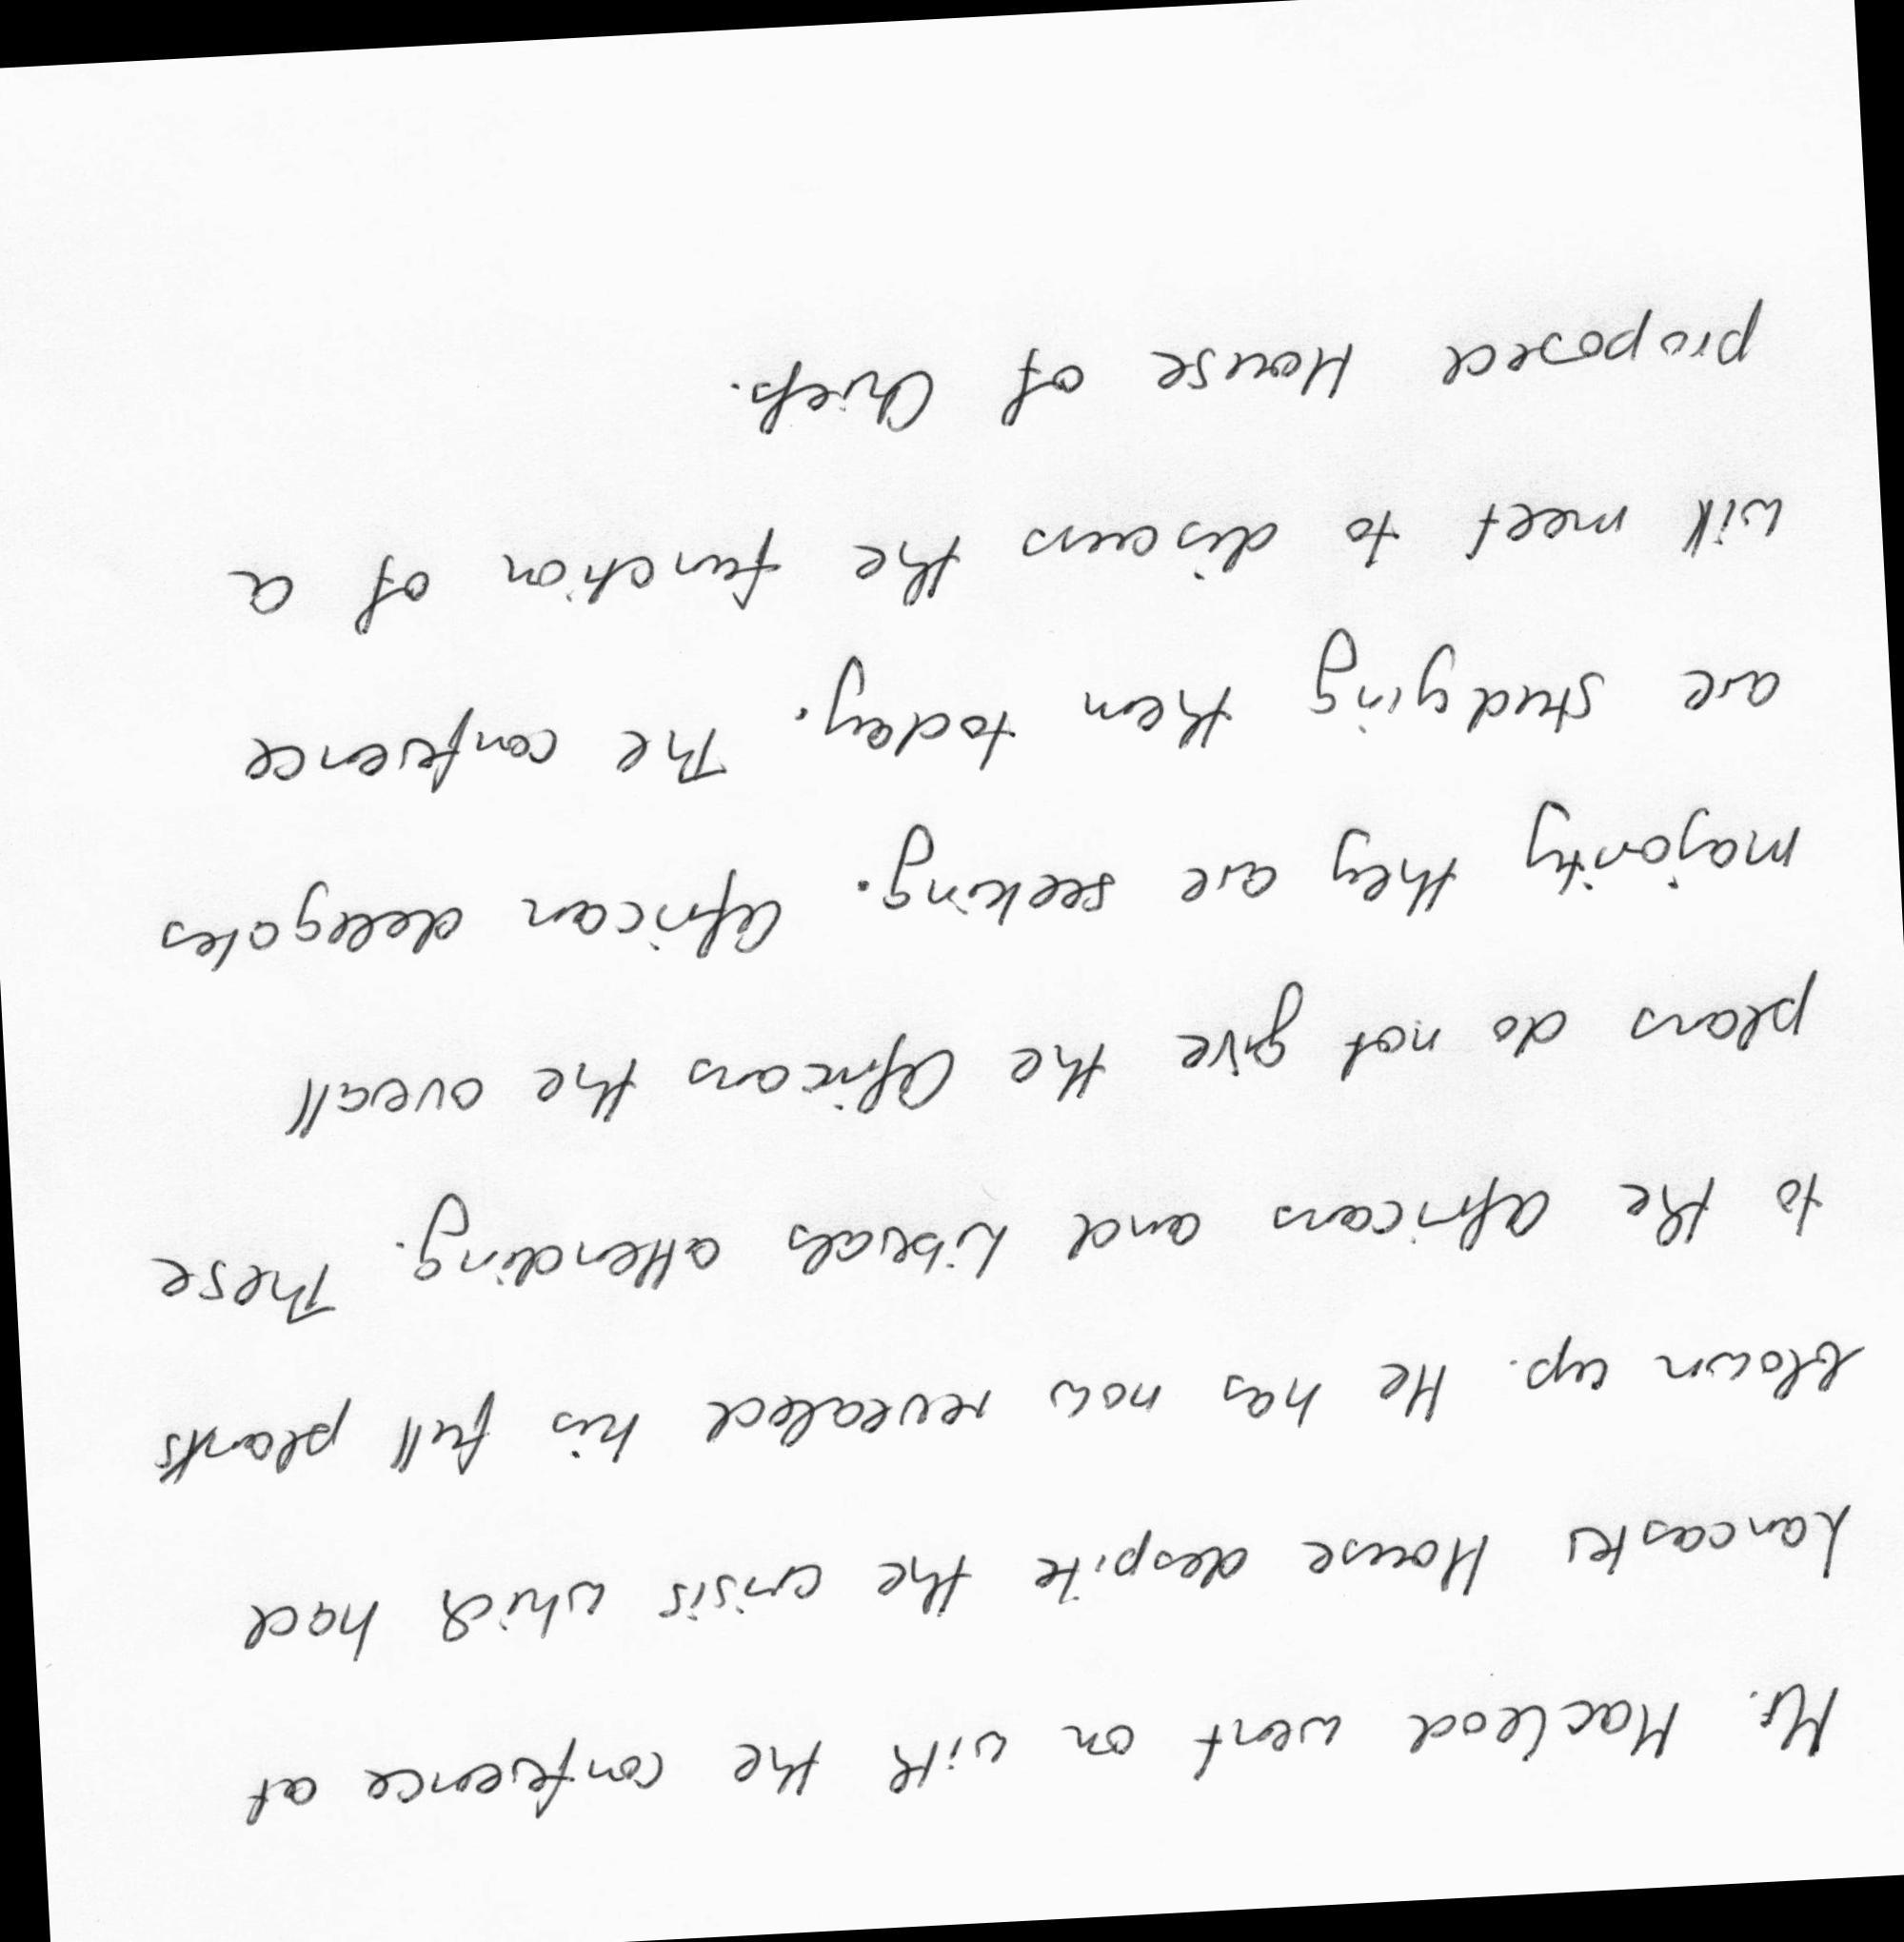 Mr. Macleod went on with the conference at
Lancaster House despite the crisis which had
blown up. He has now revealed his full plans
to the Africans and Liberals attending. These
plans do not give the Africans the overall
majority they are seeking. African delegates
are studying them today. The conference
will meet to discuss the function of a
proposed House of Chiefs.